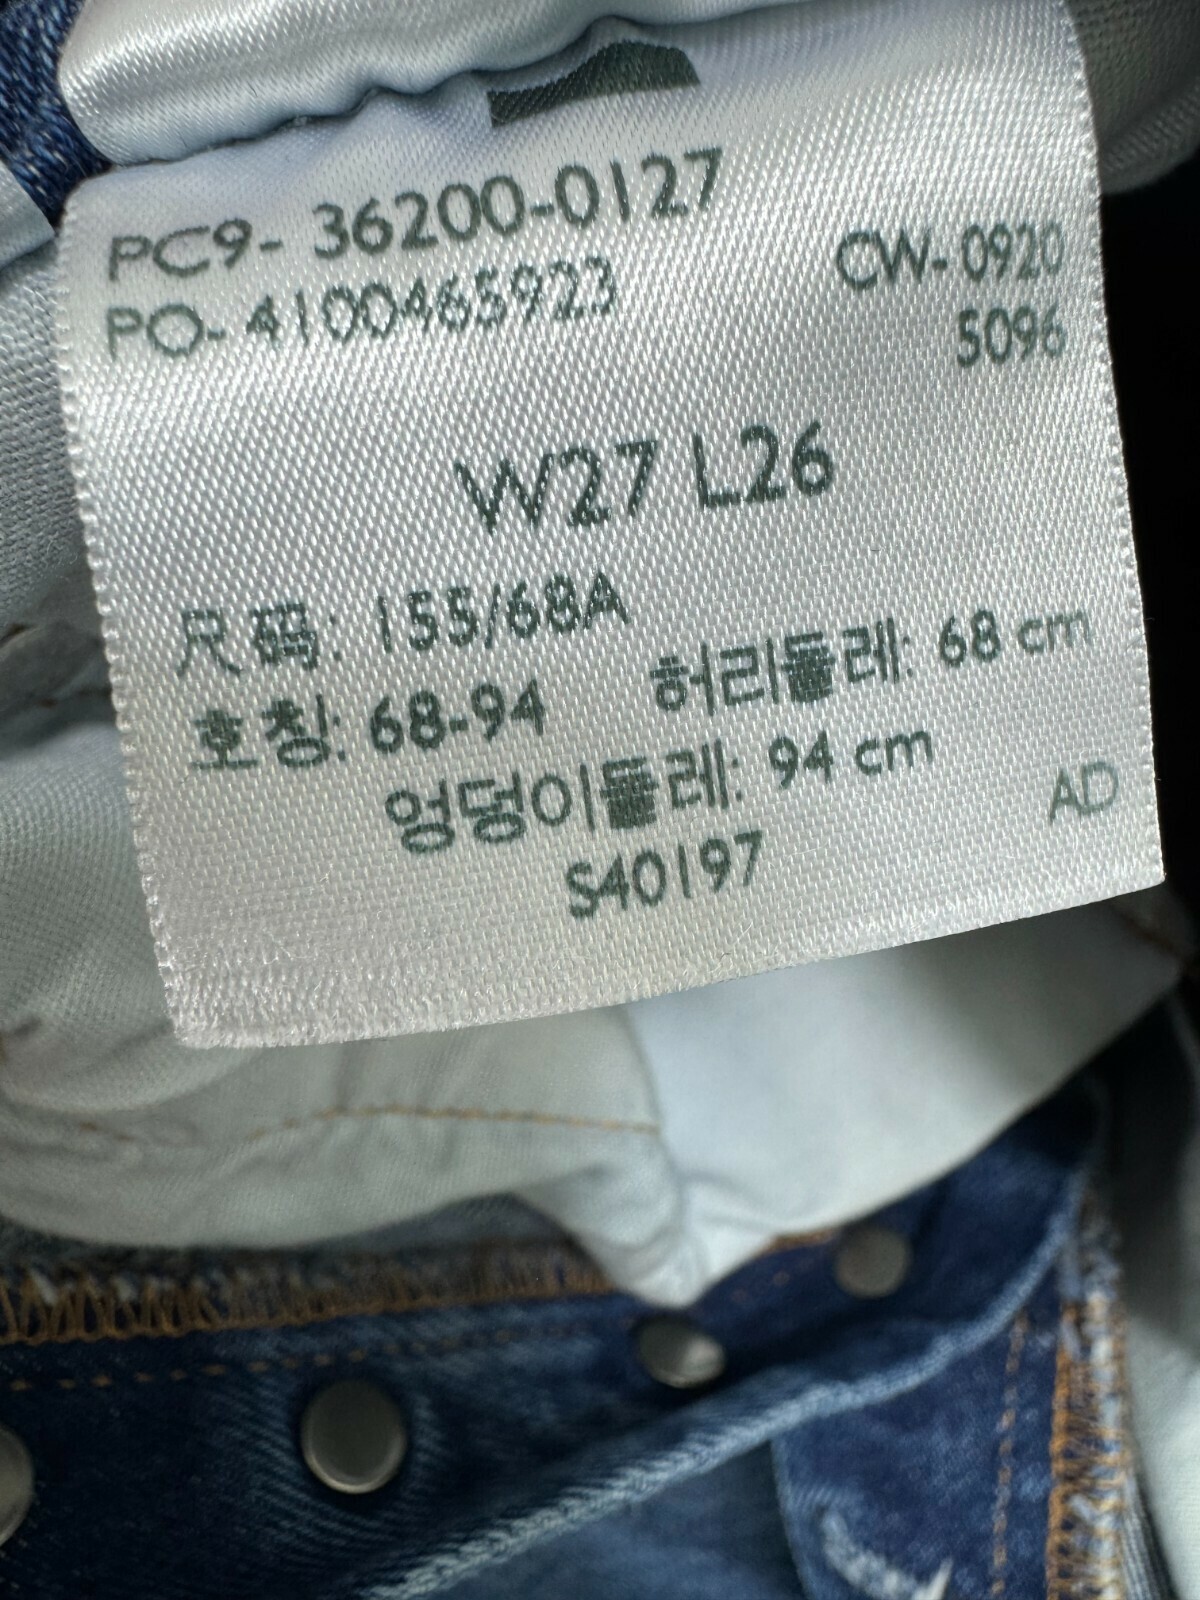 PC9- 36200-0127
PO- 4100465923
CW- 0920
5096
W27 L26
尺码: 155/68A
호칭: 68-94 허리둘레: 68 cm
엉덩이둘레: 94 cm
AD
S40197